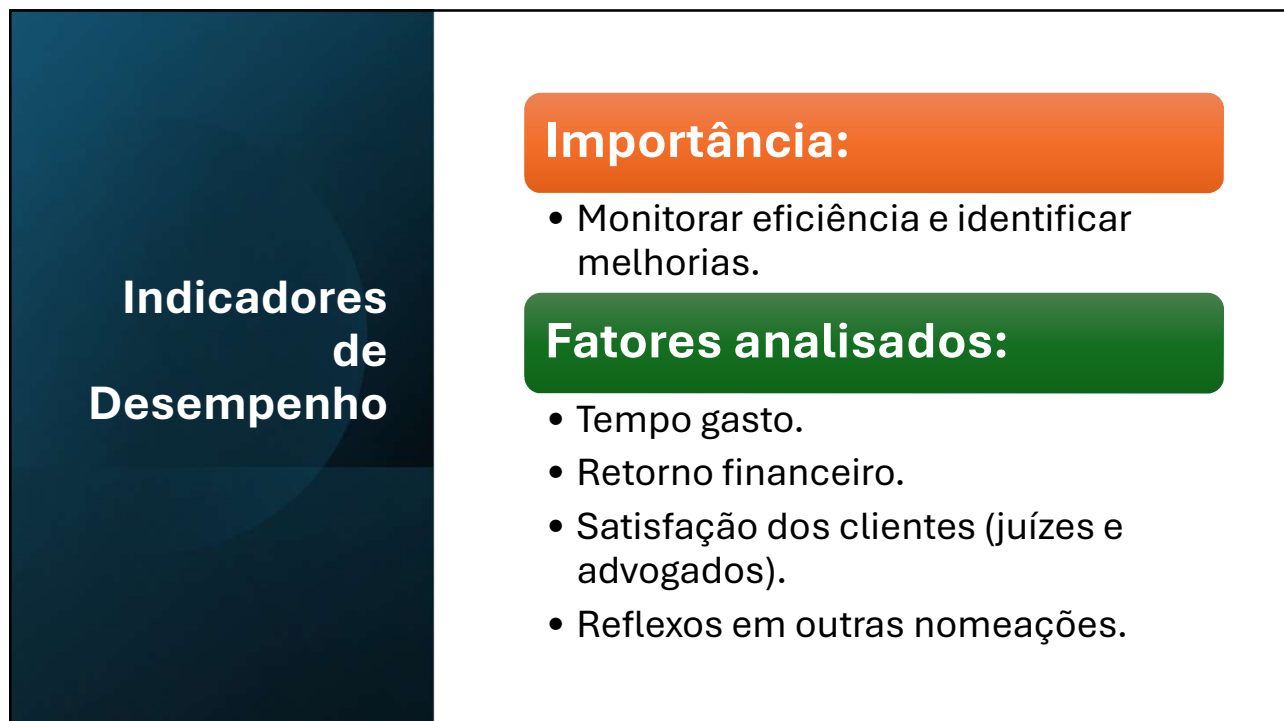 Indicadores
de
Desempenho
Importância:
• Monitorar eficiência e identificar
melhorias.
Fatores analisados:
• Tempo gasto.
• Retorno financeiro.
• Satisfação dos clientes (juízes e
advogados).
• Reflexos em outras nomeações.